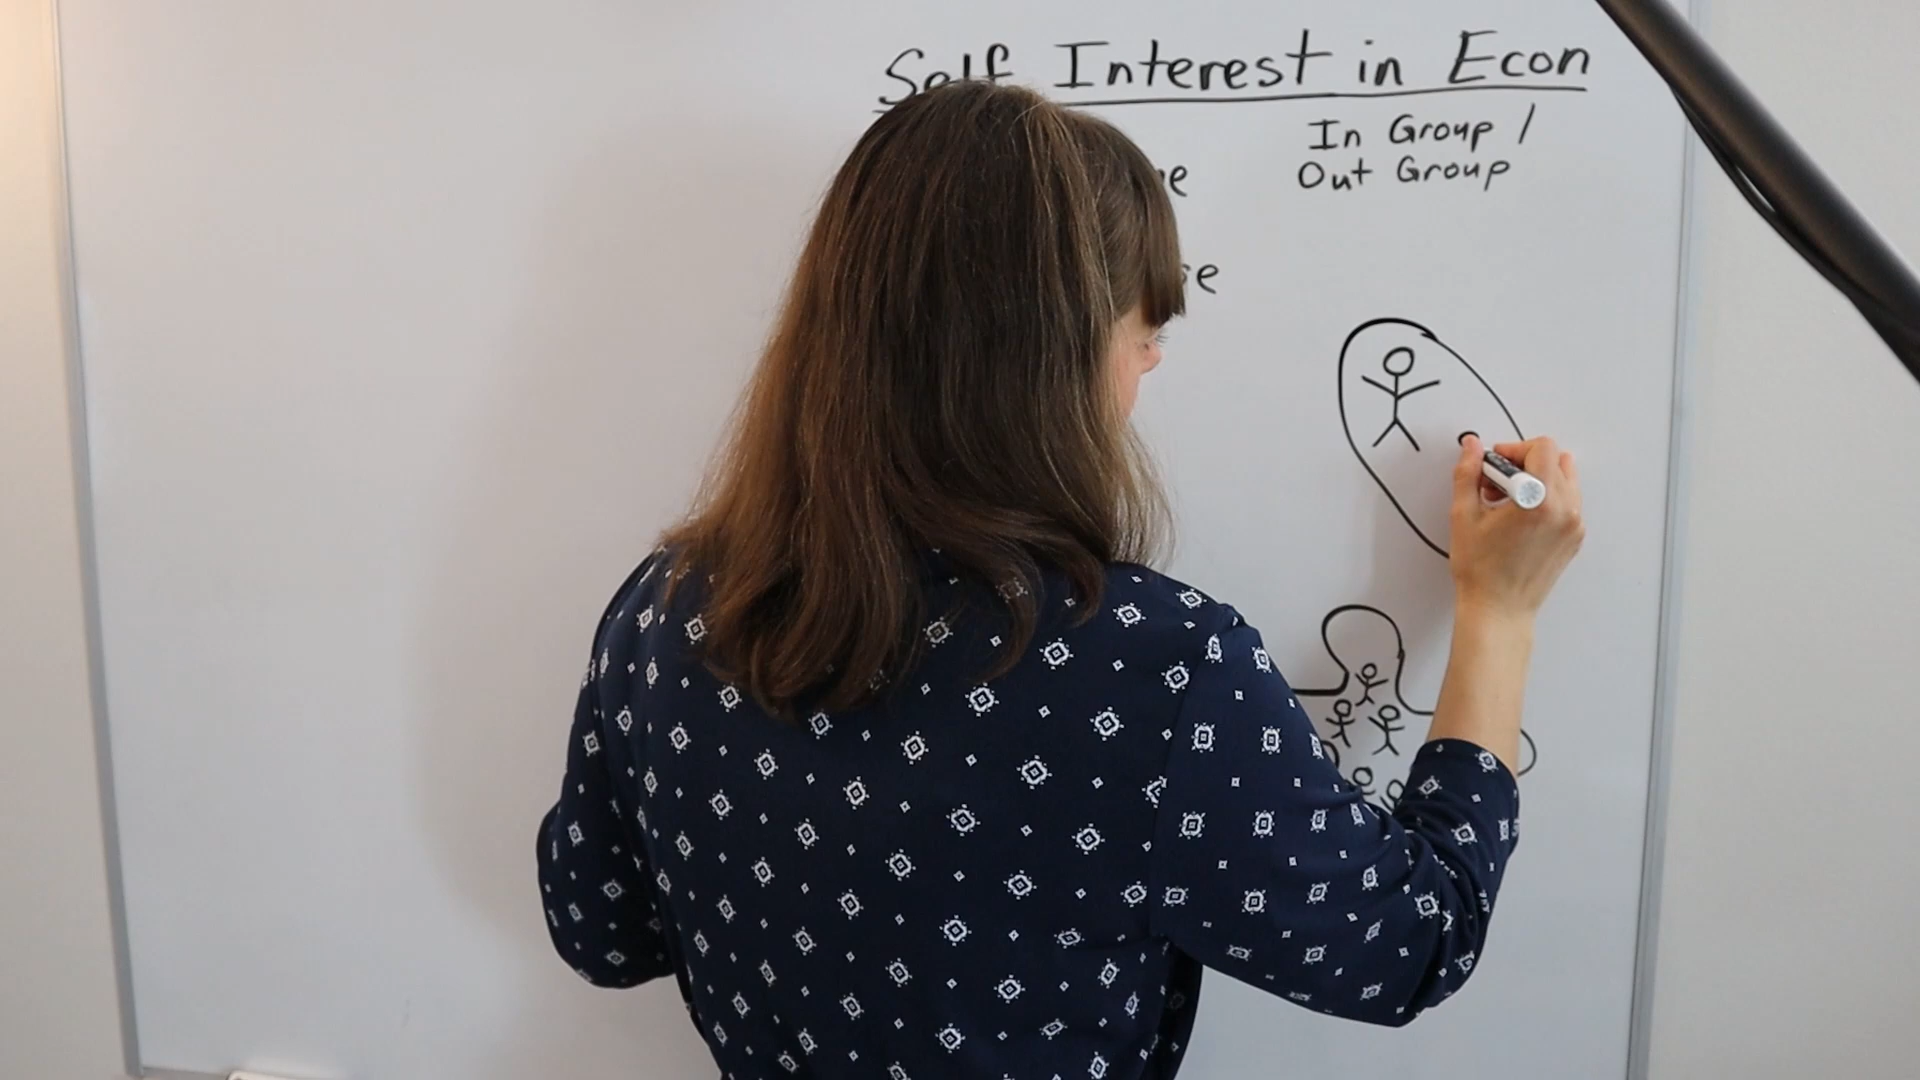 Self Interest in Econ
In Group /
Out Group